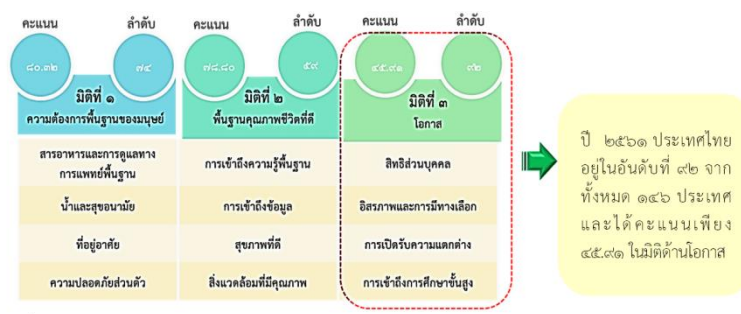 คะแนน ลำดับ คะแนน ลำดับ คะแนน ลำดับ
๘๐.๓๒ ๗๔ ๗๘.๘๐ ๕๙ ๔๕.๙๑ ๙๒
มิติที่ ๑
ความต้องการพื้นฐานของมนุษย์
สารอาหารและการดูแลทาง
การแพทย์พื้นฐาน
น้ำและสุขอนามัย
ที่อยู่อาศัย
ความปลอดภัยส่วนตัว
มิติที่ ๒
พื้นฐานคุณภาพชีวิตที่ดี
การเข้าถึงความรู้พื้นฐาน
การเข้าถึงข้อมูล
สุขภาพที่ดี
สิ่งแวดล้อมที่มีคุณภาพ
มิติที่ ๓
โอกาส
สิทธิส่วนบุคคล
อิสรภาพและการมีทางเลือก
การเปิดรับความแตกต่าง
การเข้าถึงการศึกษาขั้นสูง
ปี ๒๕๖๑ ประเทศไทย
อยู่ในอันดับที่ ๙๒ จาก
ทั้งหมด ๑๔๖ ประเทศ
และได้คะแนนเพียง
๔๕.๙๑ ในมิติด้านโอกาส